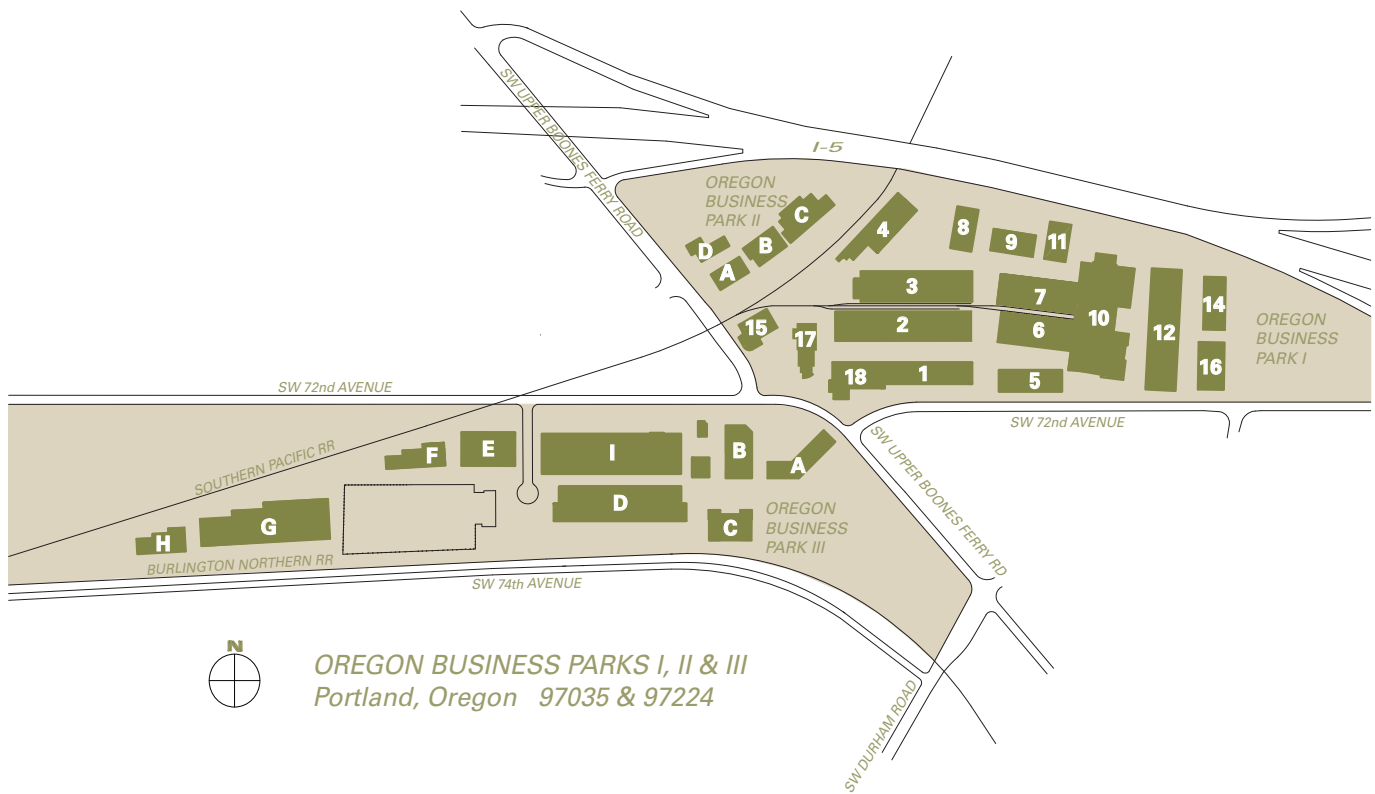 SW UPPER BOONES FERRY ROAD
I-5
OREGON
BUSINESS
PARK II
C
B
D
A
4
8
9
11
3
7
10
12
14
15
17
2
6
16
18
1
5
OREGON
BUSINESS
PARK I
SW 72nd AVENUE
SW 72nd AVENUE
SOUTHERN PACIFIC RR
F
E
I
B
A
SW UPPER BOONES FERRY RD
H
G
D
C
OREGON
BUSINESS
PARK III
BURLINGTON NORTHERN RR
SW 74th AVENUE
N
OREGON BUSINESS PARKS I, II & III
Portland, Oregon 97035 & 97224
SW DURHAM ROAD